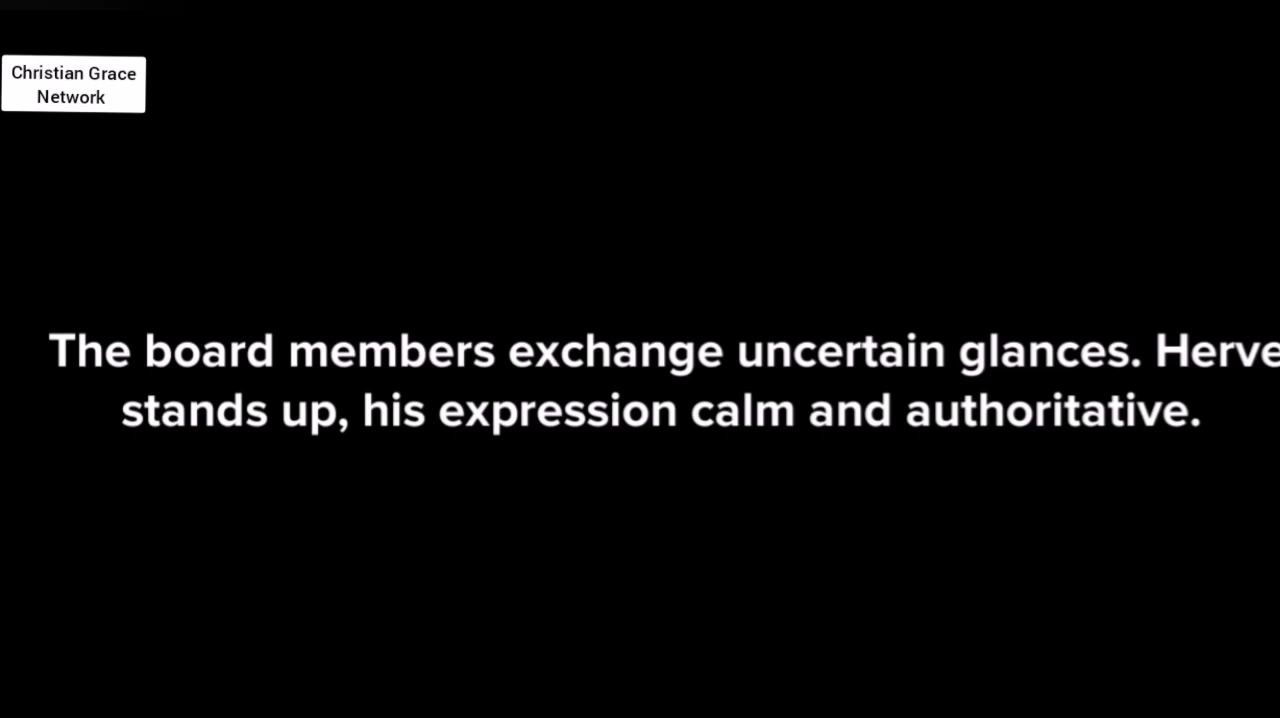 Christian Grace
Network
The board members exchange uncertain glances. Herve
stands up, his expression calm and authoritative.